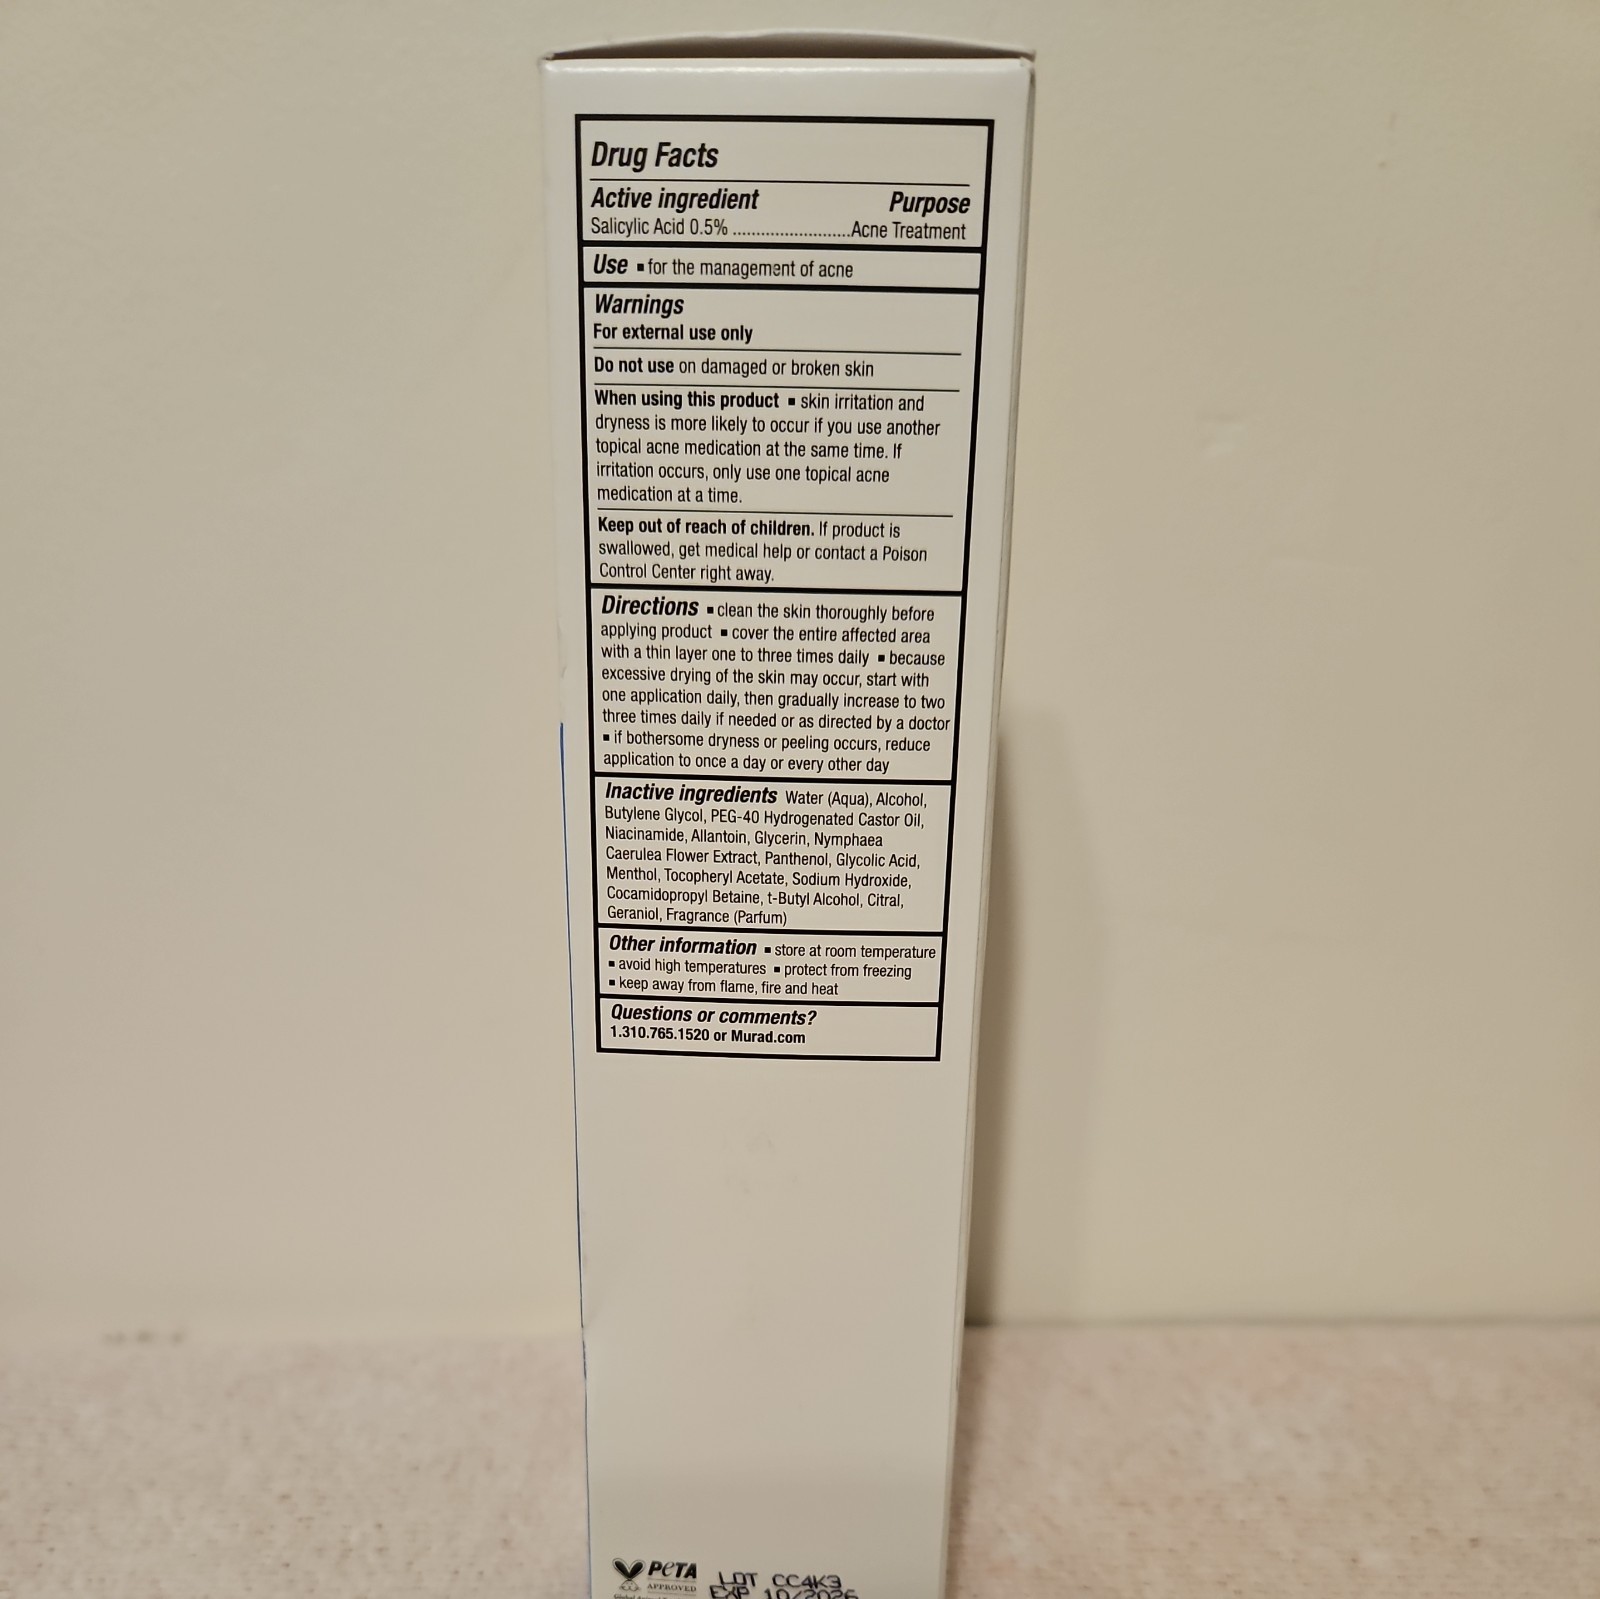 Drug Facts
Active ingredient Purpose
Salicylic Acid 0.5% .........................Acne Treatment
Use ▪ for the management of acne
Warnings
For external use only
Do not use on damaged or broken skin
When using this product ▪ skin irritation and
dryness is more likely to occur if you use another
topical acne medication at the same time. If
irritation occurs, only use one topical acne
medication at a time.
Keep out of reach of children. If product is
swallowed, get medical help or contact a Poison
Control Center right away.
Directions ▪ clean the skin thoroughly before
applying product ▪ cover the entire affected area
with a thin layer one to three times daily ▪ because
excessive drying of the skin may occur, start with
one application daily, then gradually increase to two
three times daily if needed or as directed by a doctor
▪ if bothersome dryness or peeling occurs, reduce
application to once a day or every other day
Inactive ingredients Water (Aqua), Alcohol,
Butylene Glycol, PEG-40 Hydrogenated Castor Oil,
Niacinamide, Allantoin, Glycerin, Nymphaea
Caerulea Flower Extract, Panthenol, Glycolic Acid,
Menthol, Tocopheryl Acetate, Sodium Hydroxide,
Cocamidopropyl Betaine, t-Butyl Alcohol, Citral,
Geraniol, Fragrance (Parfum)
Other information ▪ store at room temperature
▪ avoid high temperatures ▪ protect from freezing
▪ keep away from flame, fire and heat
Questions or comments?
1.310.765.1520 or Murad.com
PeTA
APPROVED
LOT CC4K3
EXP 10/2026